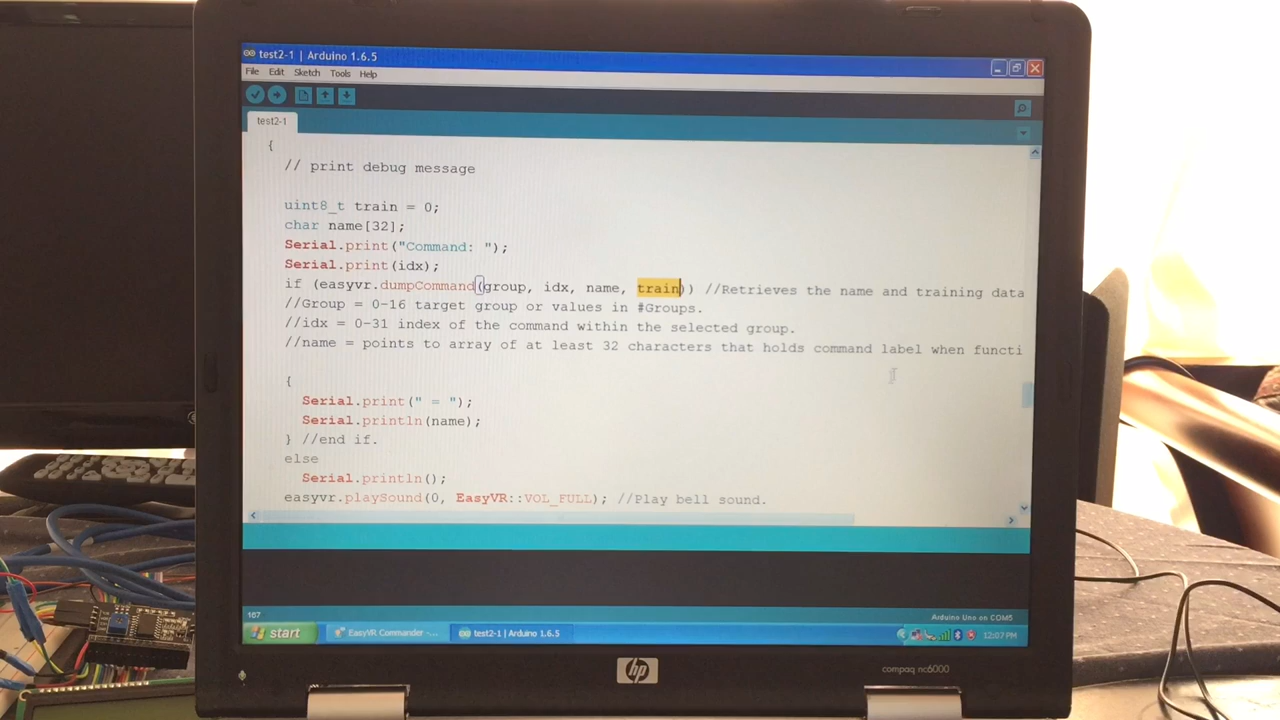 test2-1 | Arduino 1.6.5
File Edit Sketch Tools Help
test2-1
{
// print debug message
uint8_t train = 0;
char name[32];
Serial.print("Command: ");
Serial.print(idx);
if (easyvr.dumpCommand(group, idx, name, train)) //Retrieves the name and training data
//Group = 0-16 target group or values in #Groups.
//idx = 0-31 index of the command within the selected group.
//name = points to array of at least 32 characters that holds command label when functi
{
Serial.print(" = ");
Serial.println(name);
} //end if.
else
Serial.println();
easyvr.playSound(0, EasyVR::VOL_FULL); //Play bell sound.
167
Arduino Uno on COM5
start EasyVR Commander -... test2-1 | Arduino 1.6.5 12:07 PM
hp
compaq nc6000